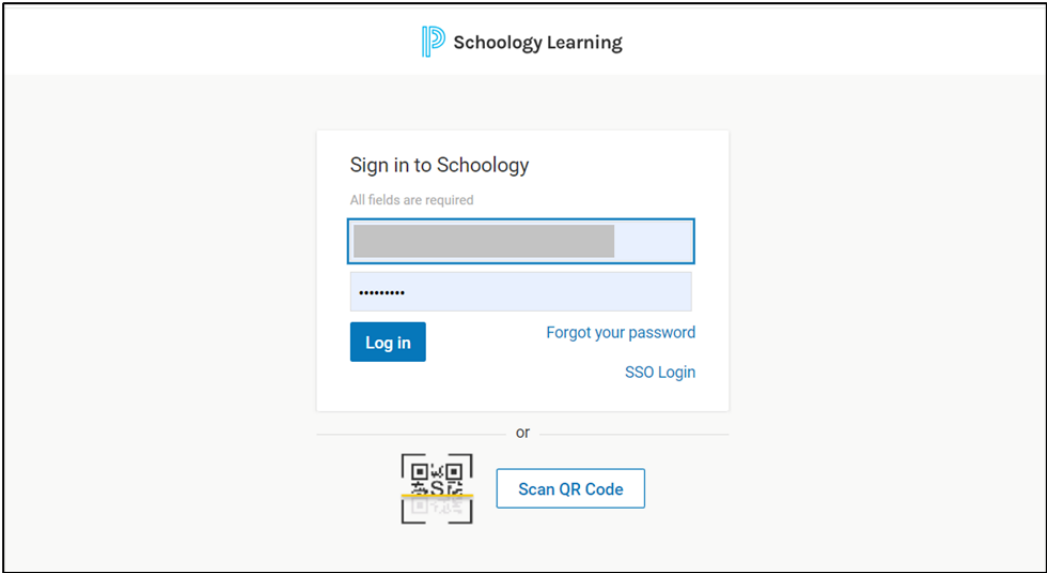 Schoology Learning
Sign in to Schoology
All fields are required
•••••••••
Log in
Forgot your password
SSO Login
or
Scan QR Code